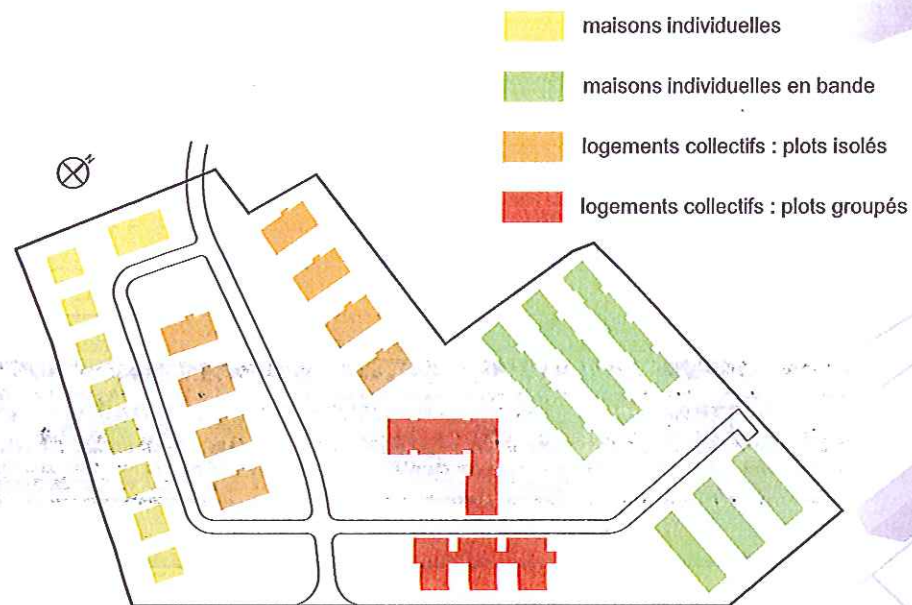 maisons individuelles
maisons individuelles en bande
logements collectifs : plots isolés
logements collectifs : plots groupés
N